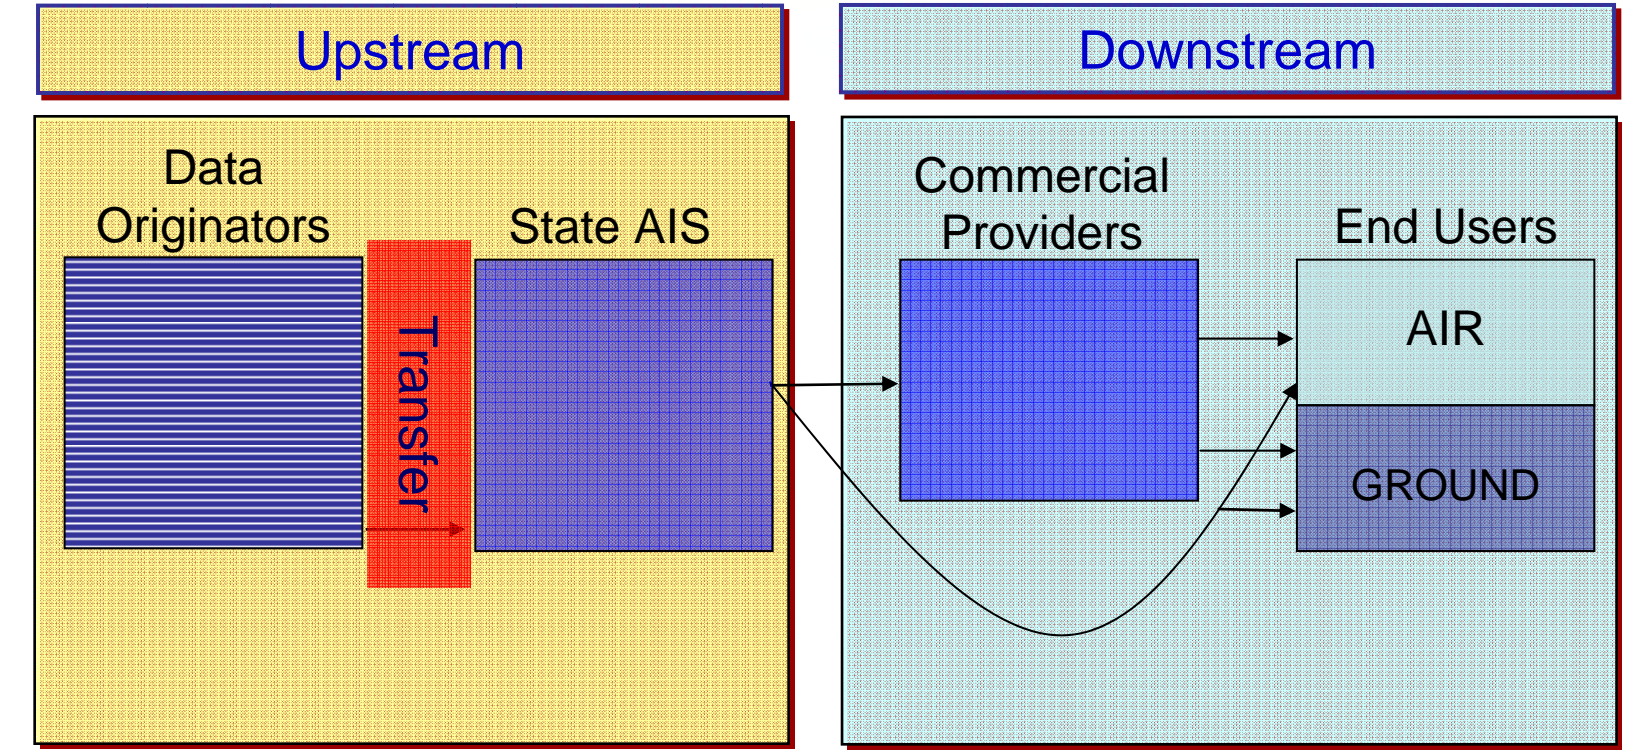 Upstream
Downstream
Data
Originators
State AIS
Transfer
Commercial
Providers
End Users
AIR
GROUND